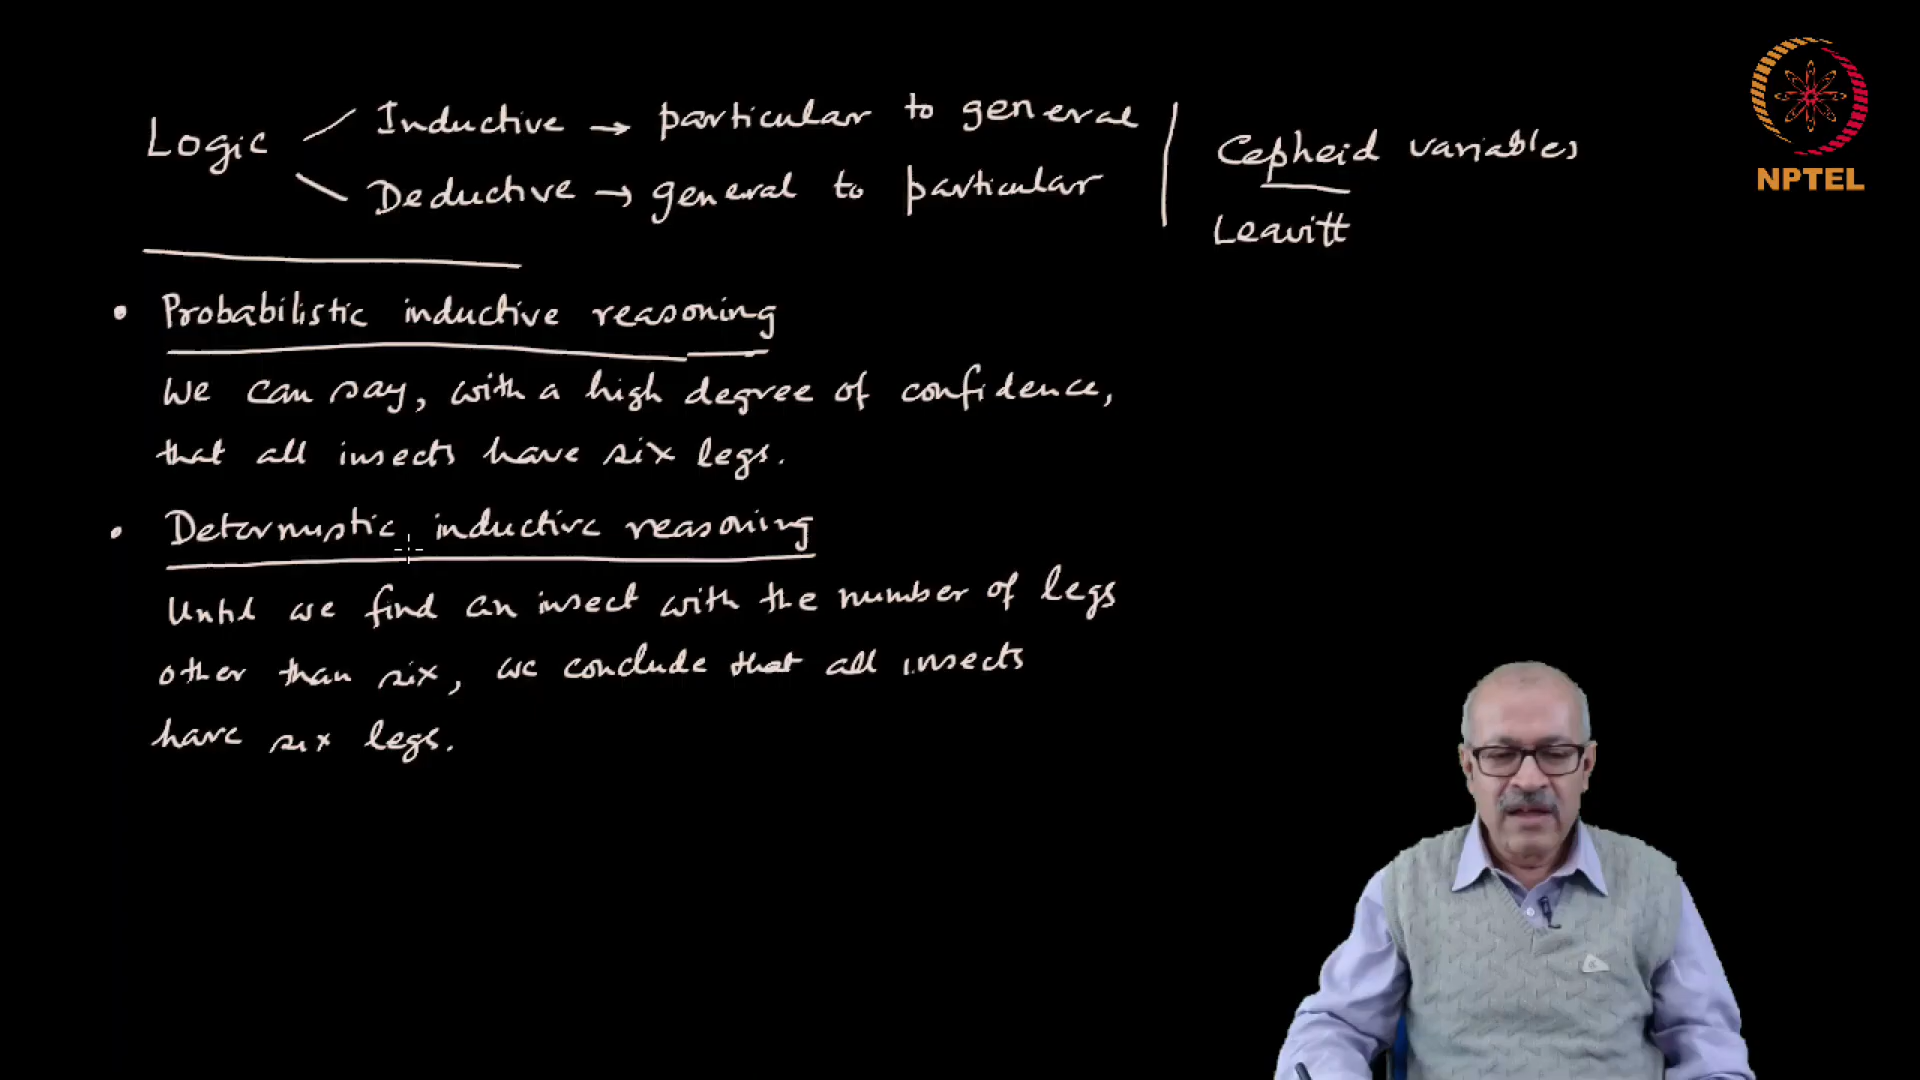 Logic
Inductive → particular to general
Deductive → general to particular
Cepheid variables
Leavitt
NPTEL
• Probabilistic inductive reasoning
We can say, with a high degree of confidence,
that all insects have six legs.
• Determistic inductive reasoning
Until we find an insect with the number of legs
other than six, we conclude that all insects
have six legs.